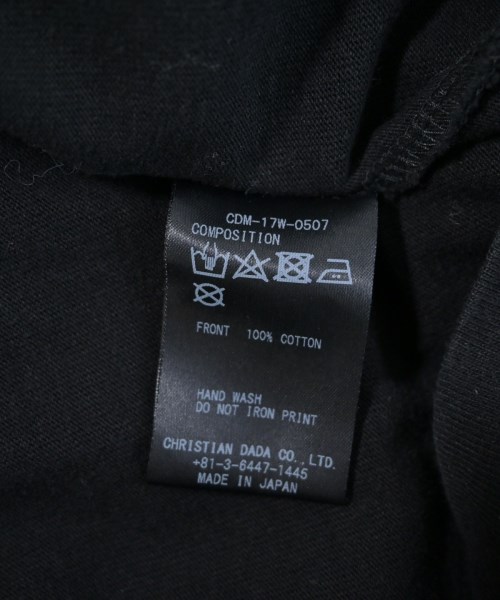 CDM-17W-0507
COMPOSITION
FRONT 100% COTTON
HAND WASH
DO NOT IRON PRINT
CHRISTIAN DADA CO., LTD.
+81-3-6447-1445
MADE IN JAPAN